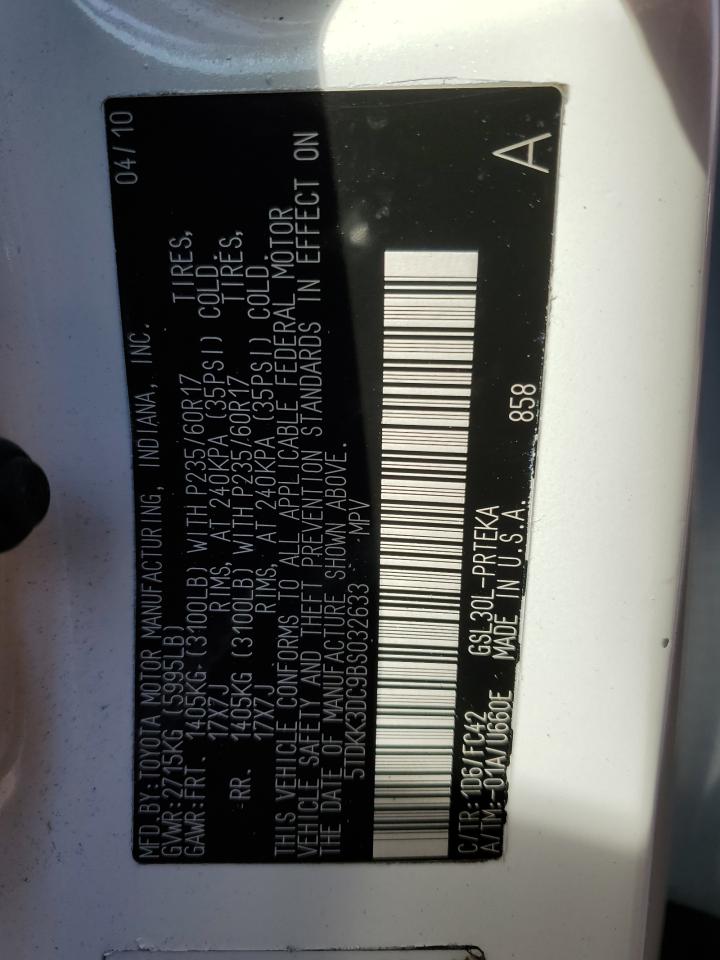 MFD.BY:TOYOTA MOTOR MANUFACTURING, INDIANA, INC. 04/10
GVWR:2715KG (5995LB)
GAWR:FRT. 1405KG (3100LB) WITH P235/60R17 TIRES,
17X7J RIMS, AT 240KPA (35PSI) COLD.
RR. 1405KG (3100LB) WITH P235/60R17 TIRES,
17X7J RIMS, AT 240KPA (35PSI) COLD.
THIS VEHICLE CONFORMS TO ALL APPLICABLE FEDERAL MOTOR
VEHICLE SAFETY AND THEFT PREVENTION STANDARDS IN EFFECT ON
THE DATE OF MANUFACTURE SHOWN ABOVE.
5TDKK3DC9BS032633 MPV
C/TR:1D6/FC42 GSL30L-PRTEKA 858 A
A/TM:-01A/U660E MADE IN U.S.A.